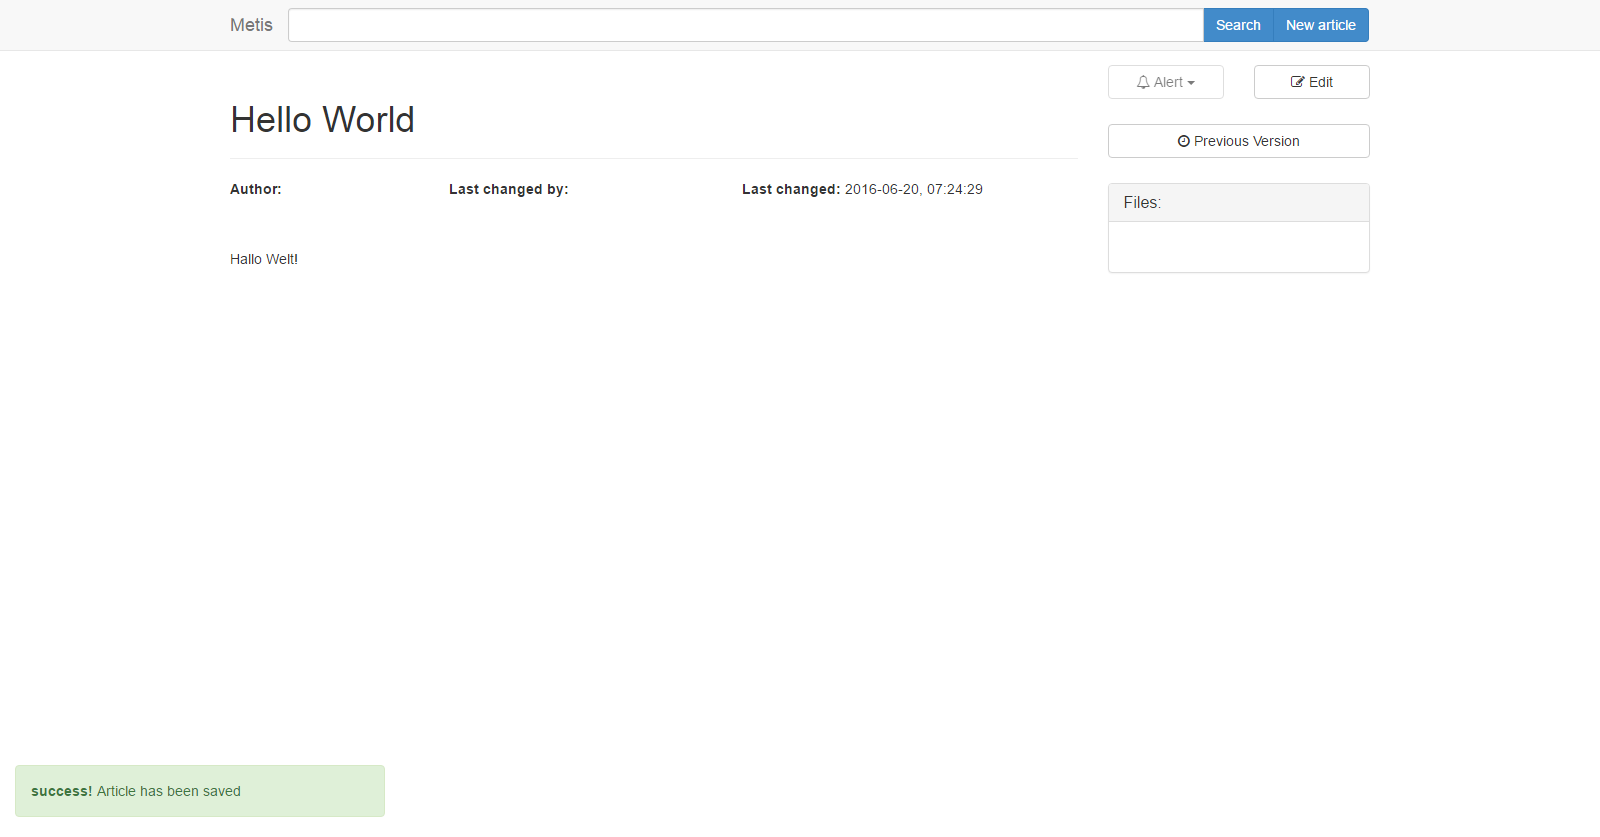 Metis Search New article
Alert Edit
Hello World
Previous Version
Author: Last changed by: Last changed: 2016-06-20, 07:24:29
Files:
Hallo Welt!
success! Article has been saved